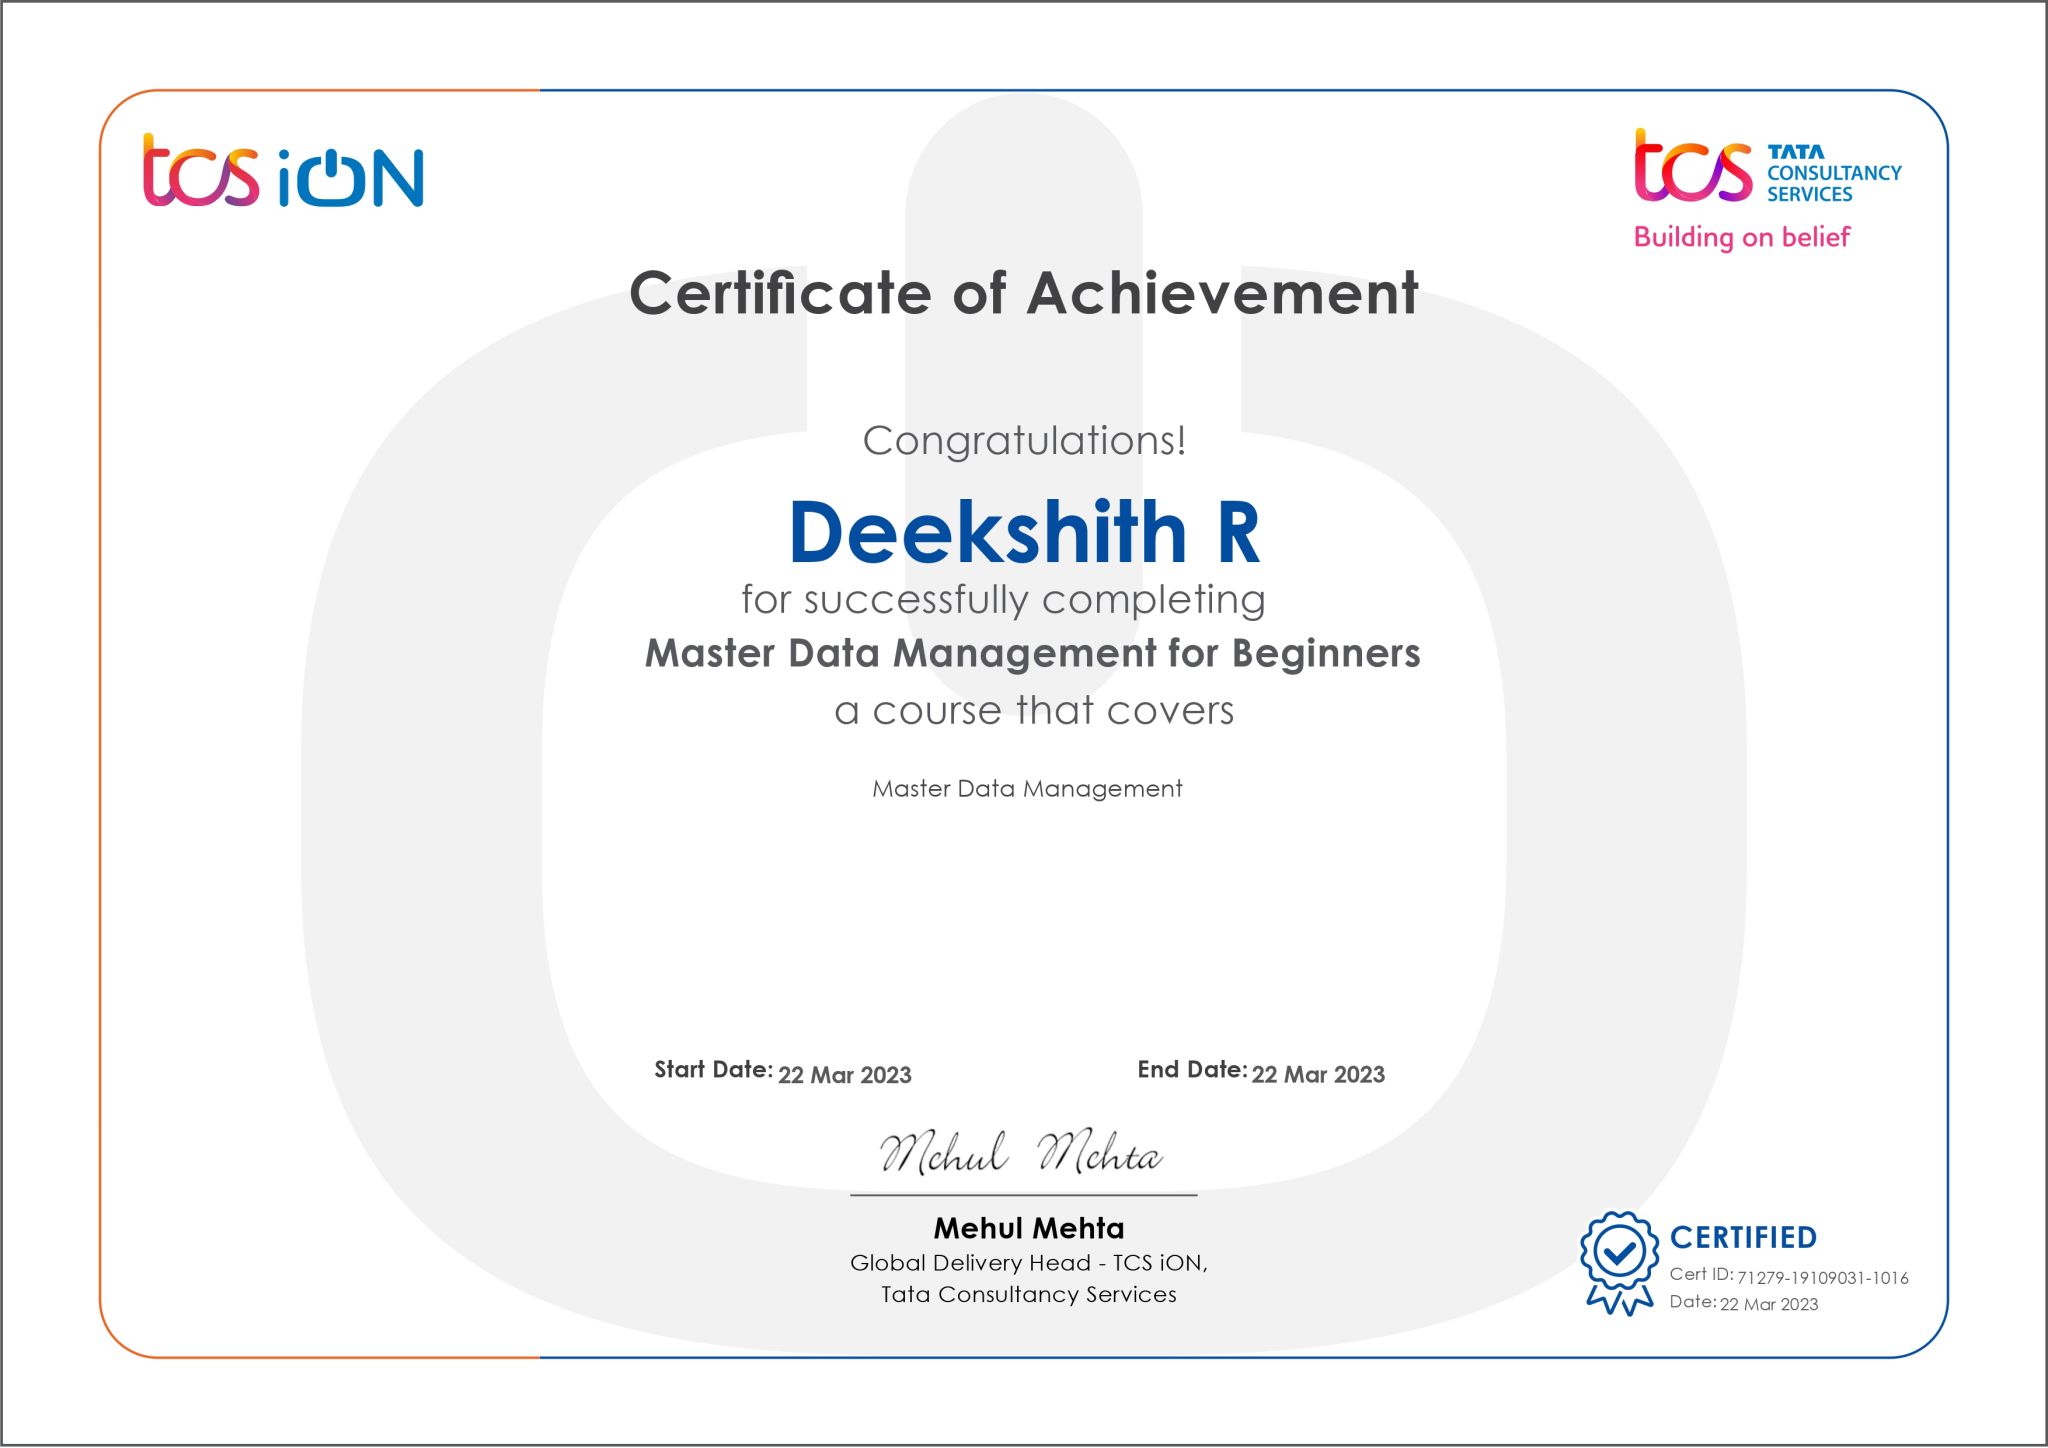 tcs iON
tcs TATA
CONSULTANCY
SERVICES
Building on belief
Certificate of Achievement
Congratulations!
Deekshith R
for successfully completing
Master Data Management for Beginners
a course that covers
Master Data Management
Start Date: 22 Mar 2023
End Date: 22 Mar 2023
Mehul Mehta
Mehul Mehta
Global Delivery Head - TCS iON,
Tata Consultancy Services
CERTIFIED
Cert ID: 71279-19109031-1016
Date: 22 Mar 2023